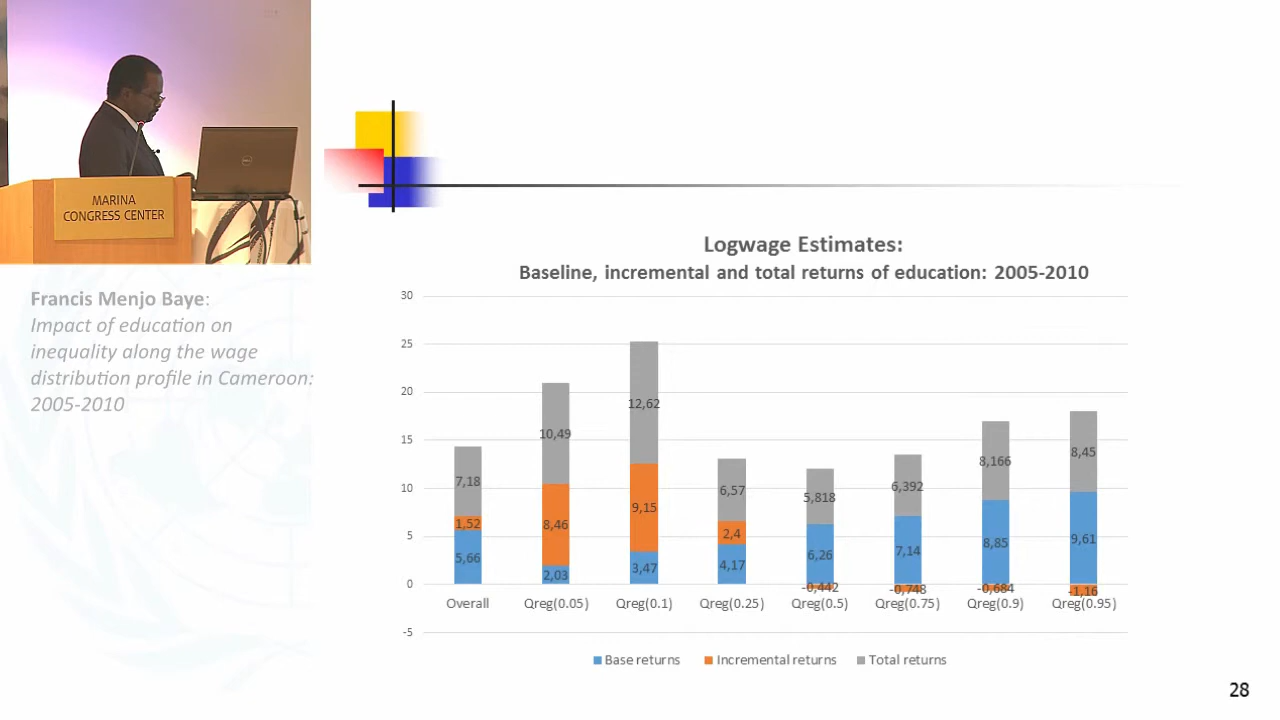 MARINA
CONGRESS CENTER
Francis Menjo Baye:
Impact of education on
inequality along the wage
distribution profile in Cameroon:
2005-2010
Logwage Estimates:
Baseline, incremental and total returns of education: 2005-2010
30
25
20
15
10
5
0
-5
7,18
1,52
5,66
10,49
8,46
2,03
12,62
9,15
3,47
6,57
2,4
4,17
5,818
6,26
-0,442
6,392
7,14
-0,748
8,166
8,85
-0,684
8,45
9,61
-1,16
Overall
Qreg(0.05)
Qreg(0.1)
Qreg(0.25)
Qreg(0.5)
Qreg(0.75)
Qreg(0.9)
Qreg(0.95)
Base returns
Incremental returns
Total returns
28